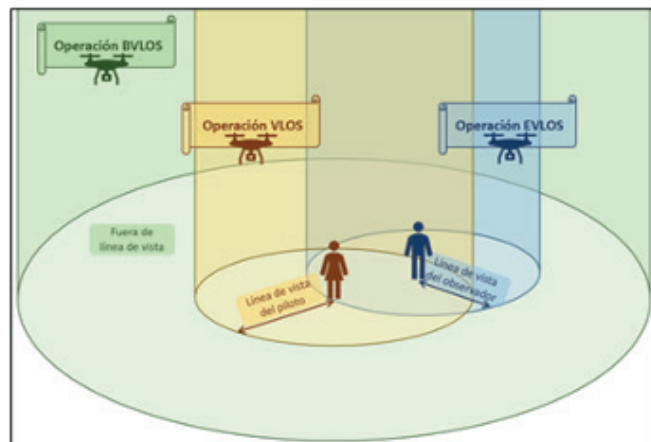 Operación BVLOS
Operación VLOS
Operación EVLOS
Fuera de
línea de vista
Línea de vista
del piloto
Línea de vista
del observador